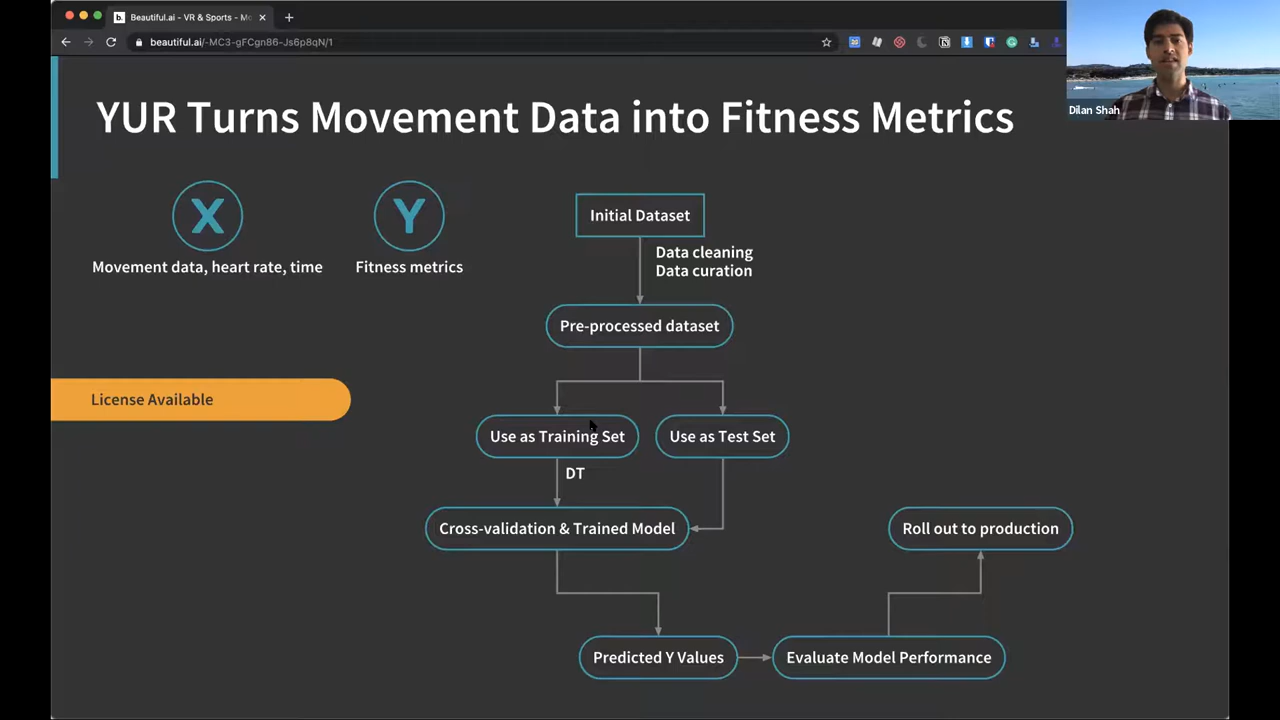 Beautiful.ai - VR & Sports - Mo
beautiful.ai/-MC3-gFCgn86-Js6p8qN/1
Dilan Shah
YUR Turns Movement Data into Fitness Metrics
X
Y
Movement data, heart rate, time
Fitness metrics
Initial Dataset
Data cleaning
Data curation
Pre-processed dataset
License Available
Use as Training Set
Use as Test Set
DT
Cross-validation & Trained Model
Roll out to production
Predicted Y Values
Evaluate Model Performance